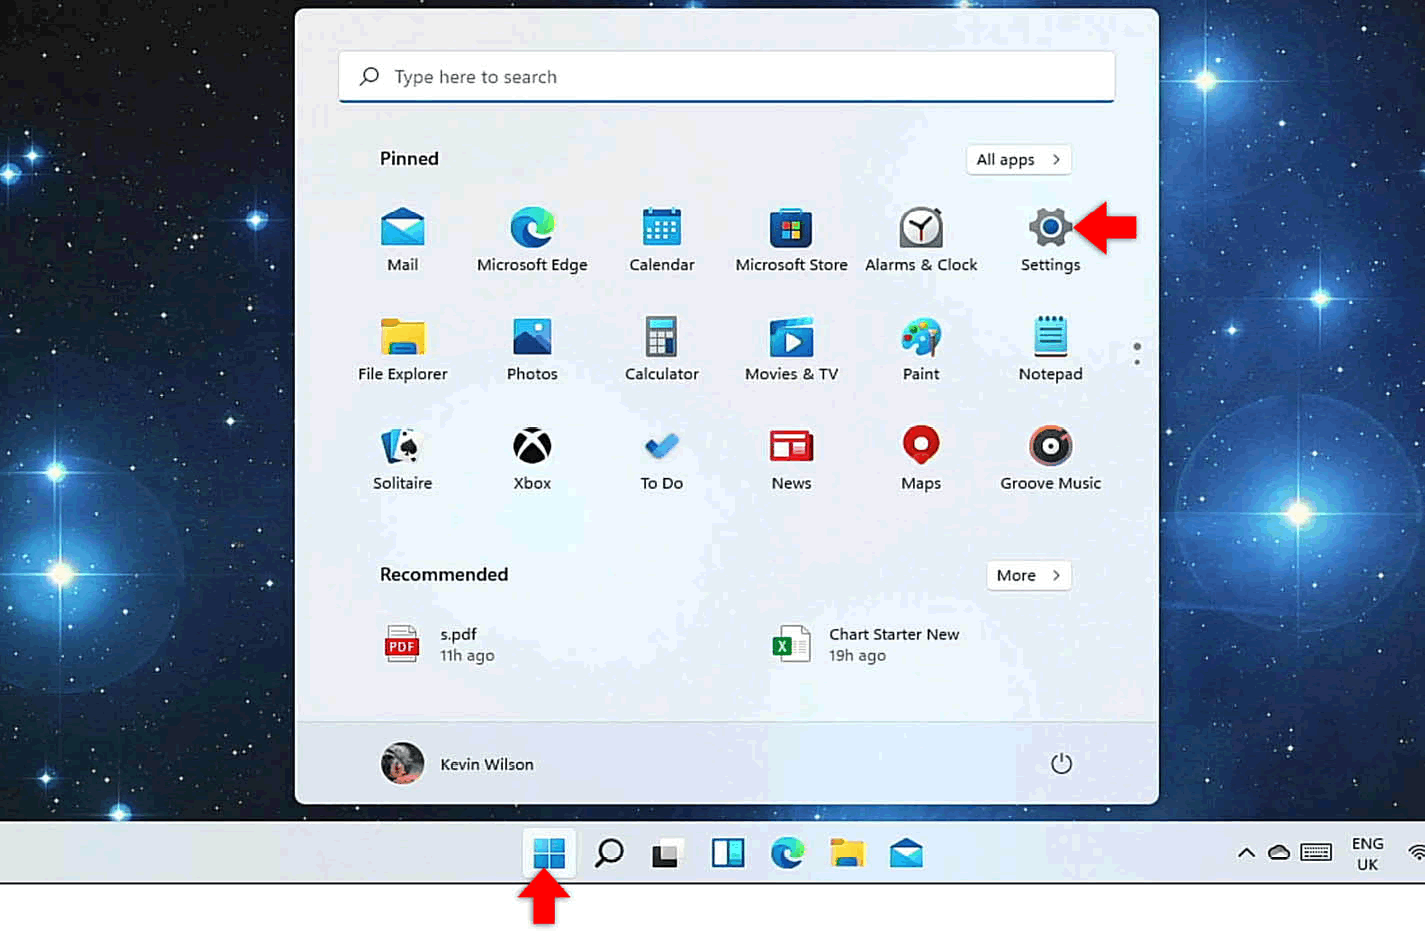 Type here to search
Pinned
All apps
Mail
Microsoft Edge
Calendar
Microsoft Store
Alarms & Clock
Settings
File Explorer
Photos
Calculator
Movies & TV
Paint
Notepad
Solitaire
Xbox
To Do
News
Maps
Groove Music
Recommended
More
PDF
s.pdf
11h ago
X
Chart Starter New
19h ago
Kevin Wilson
ENG
UK